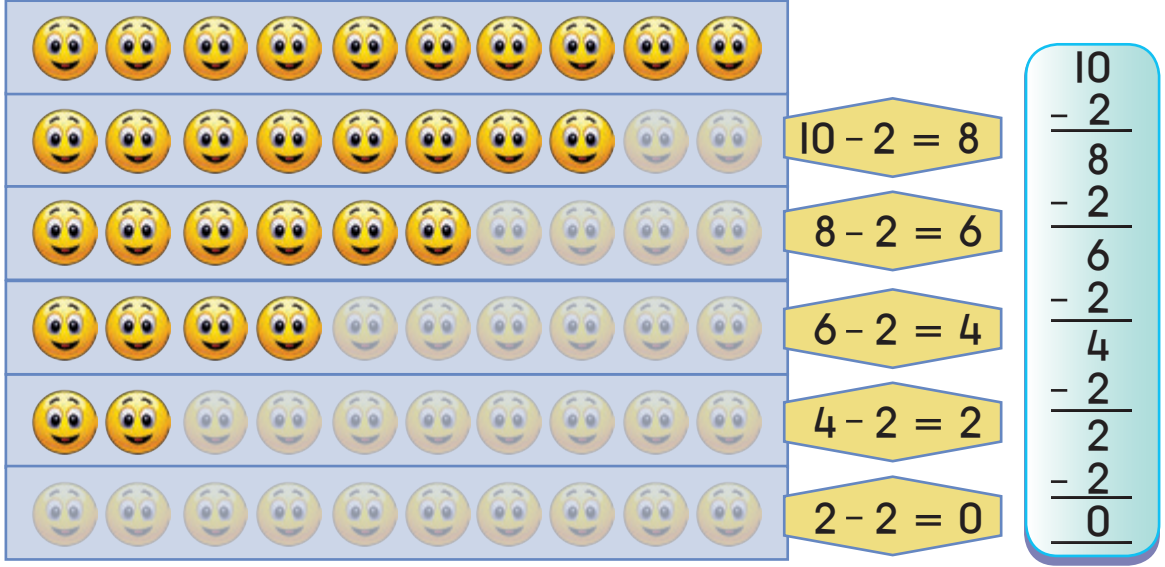 10 – 2 = 8
8 – 2 = 6
6 – 2 = 4
4 – 2 = 2
2 – 2 = 0
10
– 2
8
– 2
6
– 2
4
– 2
2
– 2
0